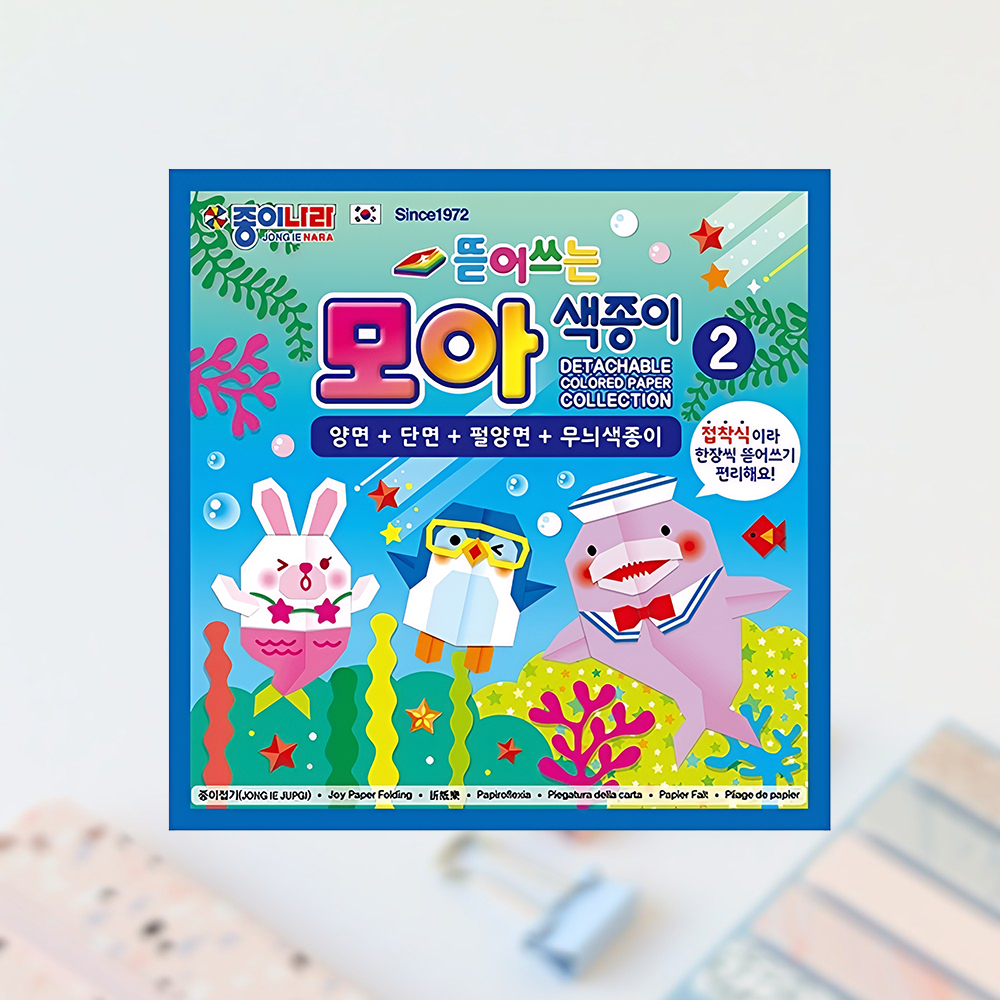 종이나라
JONG IE NARA
Since1972
뜯어쓰는
모아 색종이 2
DETACHABLE
COLORED PAPER
COLLECTION
양면 + 단면 + 펄양면 + 무늬색종이
접착식이라
한장씩 뜯어쓰기
편리해요!
종이접기(JONG IE JUPGI) • Joy Paper Folding • 折紙樂 • Papiroflexia • Piegatura della carta • Papier Falt • Pliage de papier